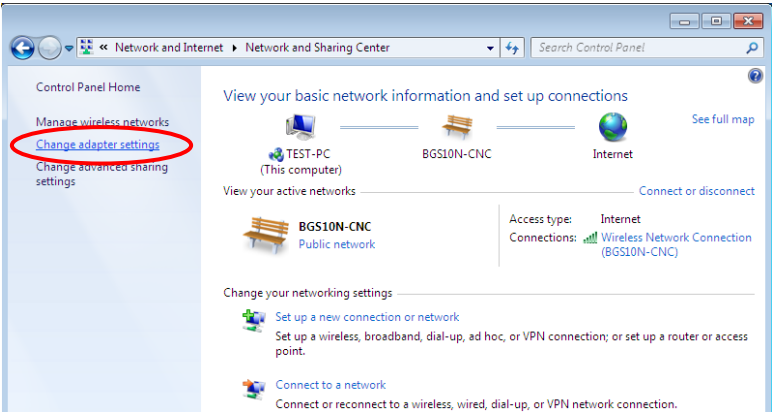 « Network and Internet ▸ Network and Sharing Center
Search Control Panel
Control Panel Home
Manage wireless networks
Change adapter settings
Change advanced sharing
settings
View your basic network information and set up connections
See full map
TEST-PC
(This computer)
BGS10N-CNC
Internet
View your active networks
Connect or disconnect
BGS10N-CNC
Public network
Access type: Internet
Connections: Wireless Network Connection
(BGS10N-CNC)
Change your networking settings
Set up a new connection or network
Set up a wireless, broadband, dial-up, ad hoc, or VPN connection; or set up a router or access
point.
Connect to a network
Connect or reconnect to a wireless, wired, dial-up, or VPN network connection.